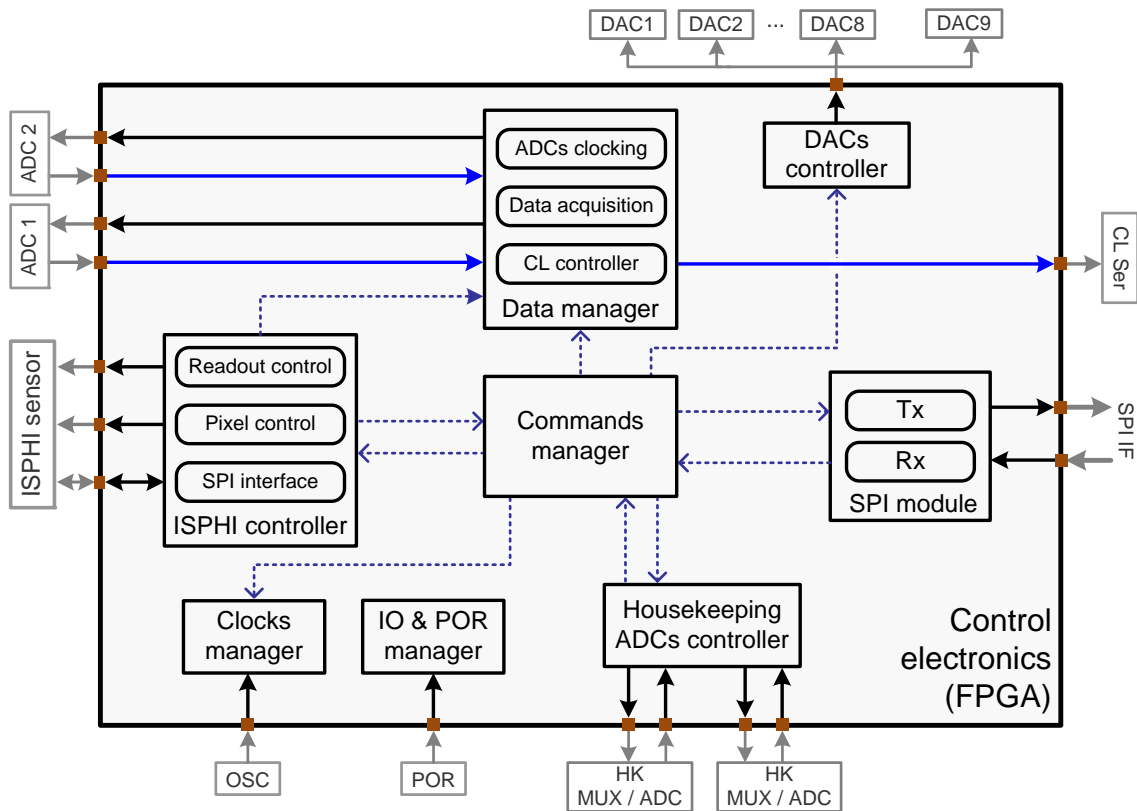 DAC1
DAC2
...
DAC8
DAC9
ADC 2
ADC 1
ADCs clocking
Data acquisition
CL controller
Data manager
DACs
controller
CL Ser
ISPHI sensor
Readout control
Pixel control
SPI interface
ISPHI controller
Commands
manager
Tx
Rx
SPI module
SPI IF
Clocks
manager
IO & POR
manager
Housekeeping
ADCs controller
Control
electronics
(FPGA)
OSC
POR
HK
MUX / ADC
HK
MUX / ADC